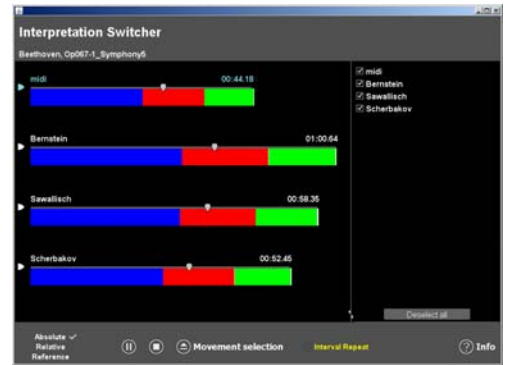 Interpretation Switcher
Beethoven, Op067-1_Symphony5
midi 00:44.18
Bernstein 01:00.64
Sawallisch 00:58.35
Scherbakov 00:52.45
midi
Bernstein
Sawallisch
Scherbakov
Deselect all
Absolute
Relative
Reference
Movement selection
Interval Repeat
? Info